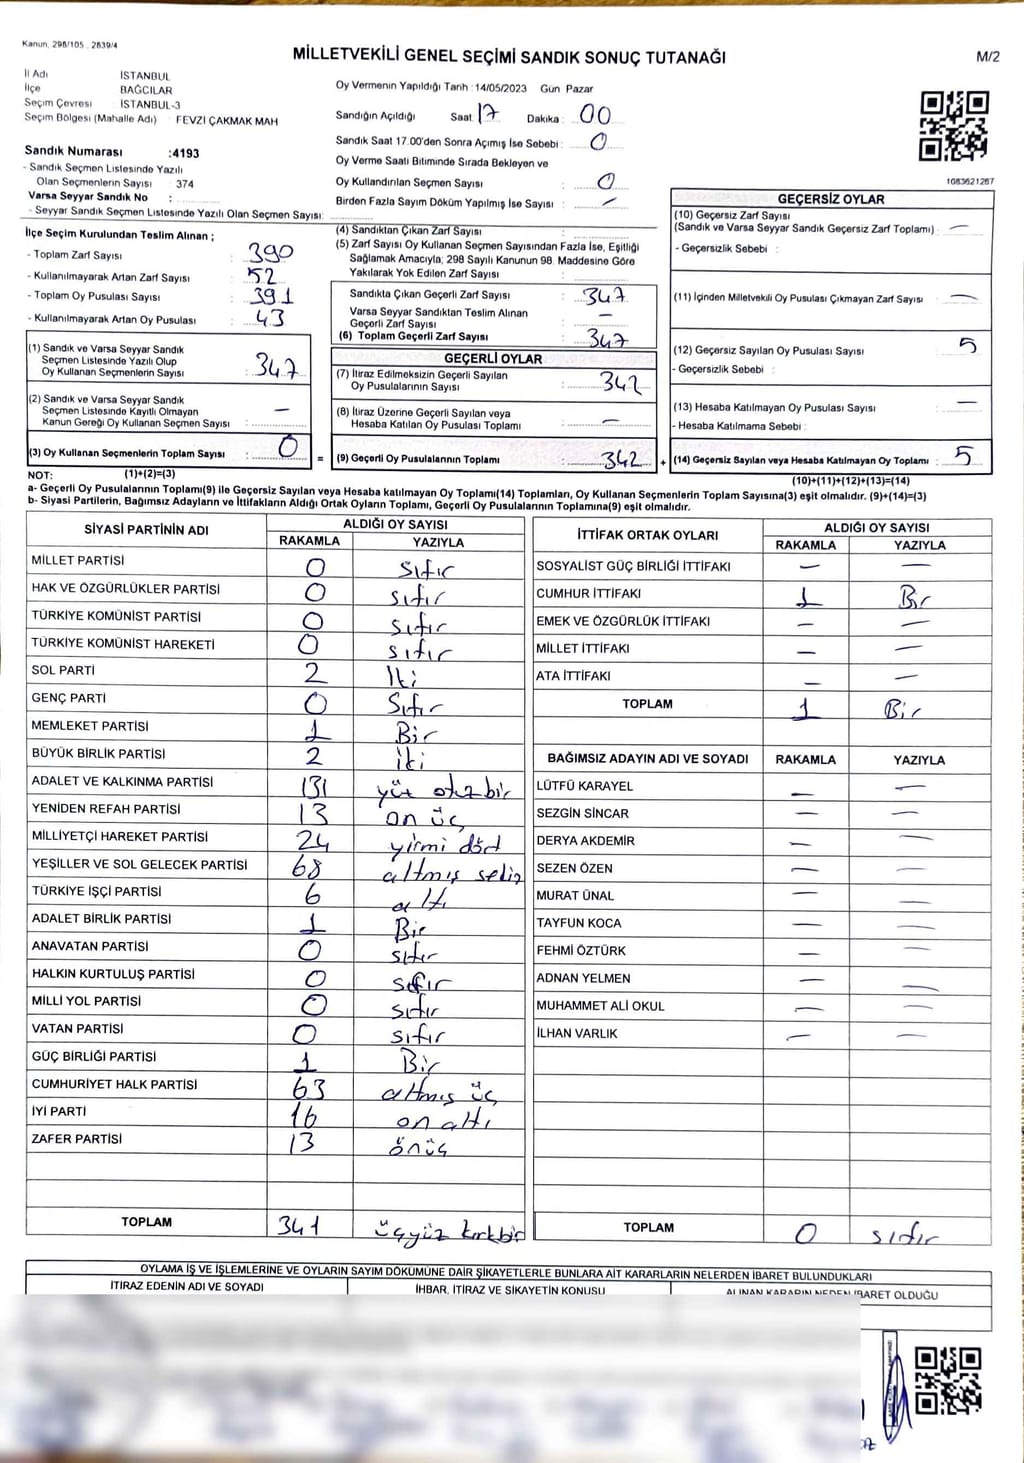 Kanun. 298/105 . 2839/4
MİLLETVEKİLİ GENEL SEÇİMİ SANDIK SONUÇ TUTANAĞI
M/2
İl Adı İSTANBUL
İlçe BAĞCILAR
Seçim Çevresi : İSTANBUL-3
Seçim Bölgesi (Mahalle Adı) : FEVZİ ÇAKMAK MAH
Sandık Numarası :4193
- Sandık Seçmen Listesinde Yazılı
Olan Seçmenlerin Sayısı 374
Varsa Seyyar Sandık No :
- Seyyar Sandık Seçmen Listesinde Yazılı Olan Seçmen Sayısı:
Oy Vermenin Yapıldığı Tarih : 14/05/2023 Gün Pazar
Sandığın Açıldığı Saat 17 Dakika : 00
Sandık Saat 17.00'den Sonra Açımış İse Sebebi : 0
Oy Verme Saati Bitiminde Sırada Bekleyen ve
Oy Kullandırılan Seçmen Sayısı : 0
Birden Fazla Sayım Döküm Yapılmış İse Sayısı : –
1083621267
İlçe Seçim Kurulundan Teslim Alınan ;
- Toplam Zarf Sayısı : 390
- Kullanılmayarak Artan Zarf Sayısı : 52
- Toplam Oy Pusulası Sayısı : 391
- Kullanılmayarak Artan Oy Pusulası : 43
(1) Sandık ve Varsa Seyyar Sandık
Seçmen Listesinde Yazılı Olup
Oy Kullanan Seçmenlerin Sayısı : 347
(2) Sandık ve Varsa Seyyar Sandık
Seçmen Listesinde Kayıtlı Olmayan
Kanun Gereği Oy Kullanan Seçmen Sayısı : –
(3) Oy Kullanan Seçmenlerin Toplam Sayısı : 0
(4) Sandıktan Çıkan Zarf Sayısı :
(5) Zarf Sayısı Oy Kullanan Seçmen Sayısından Fazla İse, Eşitliği
Sağlamak Amacıyla; 298 Sayılı Kanunun 98. Maddesine Göre
Yakılarak Yok Edilen Zarf Sayısı :
Sandıkta Çıkan Geçerli Zarf Sayısı : 347
Varsa Seyyar Sandıktan Teslim Alınan
Geçerli Zarf Sayısı : –
(6) Toplam Geçerli Zarf Sayısı : 347
GEÇERLİ OYLAR
(7) İtiraz Edilmeksizin Geçerli Sayılan
Oy Pusulalarının Sayısı : 342
(8) İtiraz Üzerine Geçerli Sayılan veya
Hesaba Katılan Oy Pusulası Toplamı : –
= (9) Geçerli Oy Pusulalarının Toplamı : 342
GEÇERSİZ OYLAR
(10) Geçersiz Zarf Sayısı
(Sandık ve Varsa Seyyar Sandık Geçersiz Zarf Toplamı) : –
- Geçersizlik Sebebi :
(11) İçinden Milletvekili Oy Pusulası Çıkmayan Zarf Sayısı : –
(12) Geçersiz Sayılan Oy Pusulası Sayısı : 5
- Geçersizlik Sebebi :
(13) Hesaba Katılmayan Oy Pusulası Sayısı : –
- Hesaba Katılmama Sebebi :
+ (14) Geçersiz Sayılan veya Hesaba Katılmayan Oy Toplamı : 5
NOT: (1)+(2)=(3)
(10)+(11)+(12)+(13)=(14)
a- Geçerli Oy Pusulalarının Toplamı(9) ile Geçersiz Sayılan veya Hesaba katılmayan Oy Toplamı(14) Toplamları, Oy Kullanan Seçmenlerin Toplam Sayısına(3) eşit olmalıdır. (9)+(14)=(3)
b- Siyasi Partilerin, Bağımsız Adayların ve İttifakların Aldığı Ortak Oyların Toplamı, Geçerli Oy Pusulalarının Toplamına(9) eşit olmalıdır.
SİYASİ PARTİNİN ADI ALDIĞI OY SAYISI
RAKAMLA YAZIYLA
MİLLET PARTİSİ 0 sıfır
HAK VE ÖZGÜRLÜKLER PARTİSİ 0 sıfır
TÜRKİYE KOMÜNİST PARTİSİ 0 sıfır
TÜRKİYE KOMÜNİST HAREKETİ 0 sıfır
SOL PARTİ 2 İki
GENÇ PARTİ 0 Sıfır
MEMLEKET PARTİSİ 1 Bir
BÜYÜK BİRLİK PARTİSİ 2 iki
ADALET VE KALKINMA PARTİSİ 131 yüz otuz bir
YENİDEN REFAH PARTİSİ 13 on üç
MİLLİYETÇİ HAREKET PARTİSİ 24 yirmi dört
YEŞİLLER VE SOL GELECEK PARTİSİ 68 altmış sekiz
TÜRKİYE İŞÇİ PARTİSİ 6 altı
ADALET BİRLİK PARTİSİ 1 Bir
ANAVATAN PARTİSİ 0 sıfır
HALKIN KURTULUŞ PARTİSİ 0 sıfır
MİLLİ YOL PARTİSİ 0 sıfır
VATAN PARTİSİ 0 sıfır
GÜÇ BİRLİĞİ PARTİSİ 1 Bir
CUMHURİYET HALK PARTİSİ 63 altmış üç
İYİ PARTİ 16 on altı
ZAFER PARTİSİ 13 önüç
TOPLAM 341 üçyüz kırkbir
İTTİFAK ORTAK OYLARI ALDIĞI OY SAYISI
RAKAMLA YAZIYLA
SOSYALİST GÜÇ BİRLİĞİ İTTİFAKI – –
CUMHUR İTTİFAKI 1 Bir
EMEK VE ÖZGÜRLÜK İTTİFAKI – –
MİLLET İTTİFAKI – –
ATA İTTİFAKI – –
TOPLAM 1 Bir
BAĞIMSIZ ADAYIN ADI VE SOYADI RAKAMLA YAZIYLA
LÜTFÜ KARAYEL – –
SEZGİN SİNCAR – –
DERYA AKDEMİR – –
SEZEN ÖZEN – –
MURAT ÜNAL – –
TAYFUN KOCA – –
FEHMİ ÖZTÜRK – –
ADNAN YELMEN – –
MUHAMMET ALİ OKUL – –
İLHAN VARLIK – –
TOPLAM 0 sıfır
OYLAMA İŞ VE İŞLEMLERİNE VE OYLARIN SAYIM DÖKÜMÜNE DAİR ŞİKAYETLERLE BUNLARA AİT KARARLARIN NELERDEN İBARET BULUNDUKLARI
İTİRAZ EDENİN ADI VE SOYADI İHBAR, İTİRAZ VE ŞİKAYETİN KONUSU ALINAN KARARIN NEDEN İBARET OLDUĞU